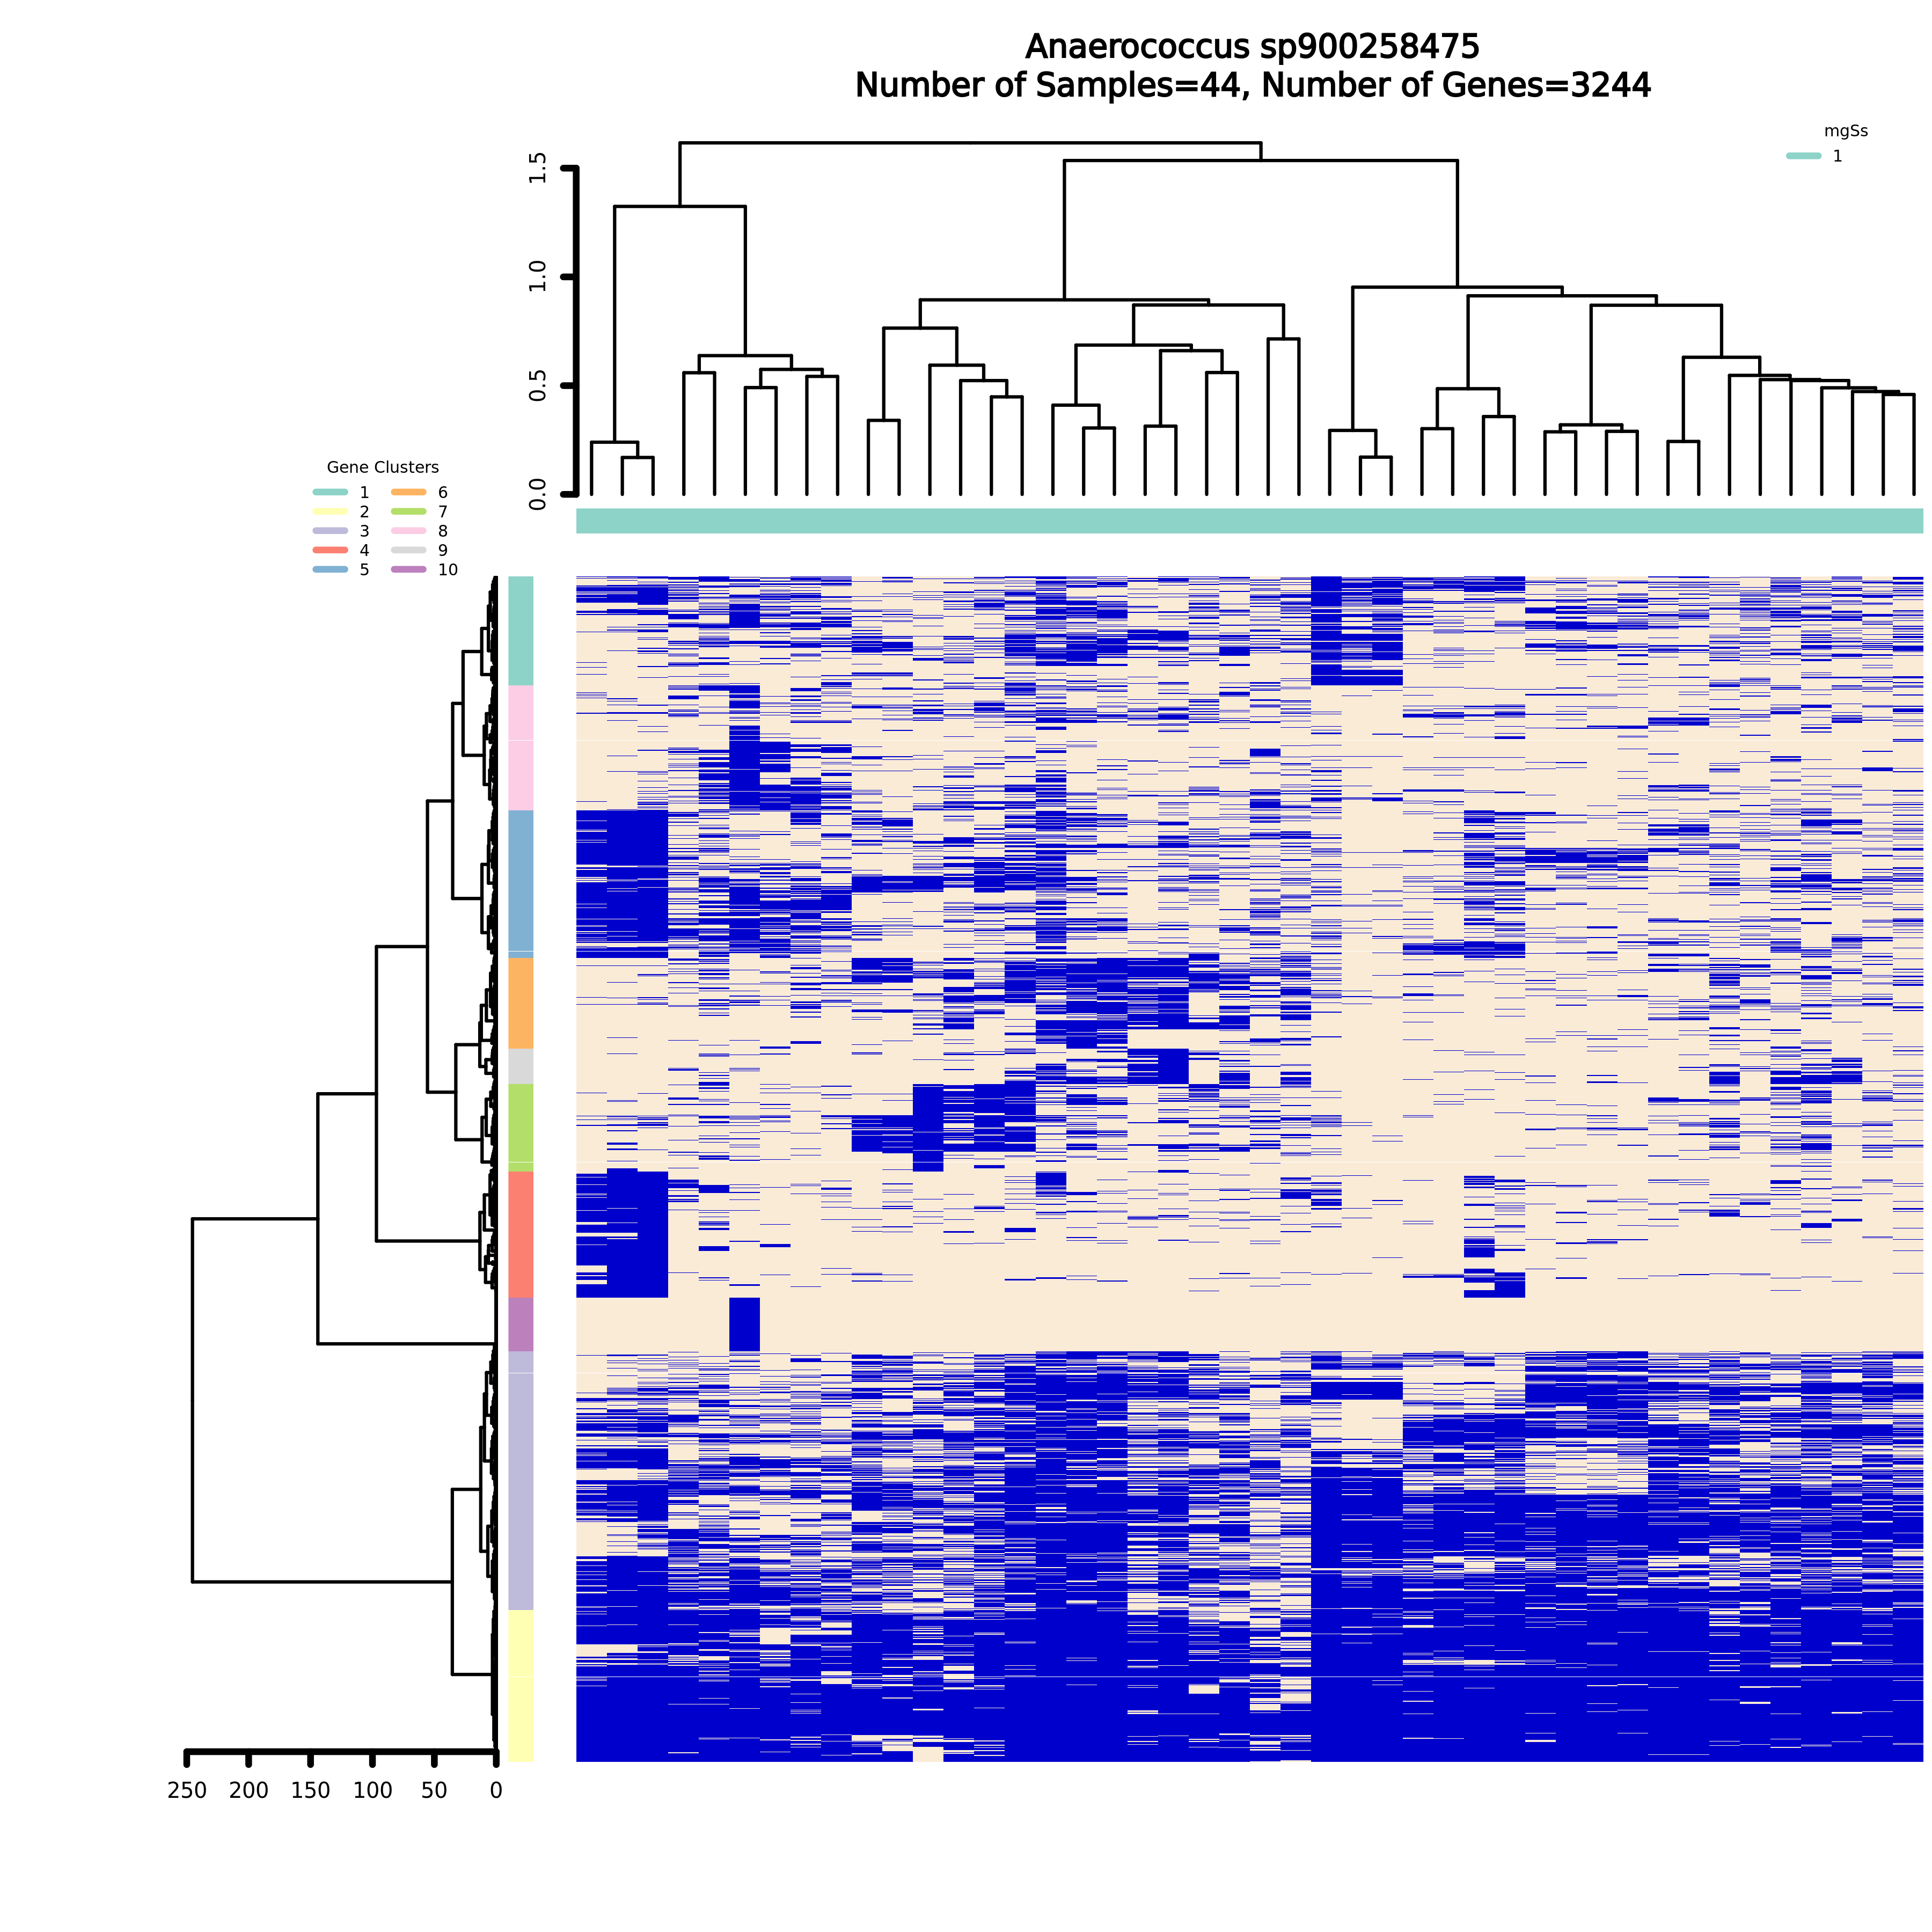 Anaerococcus sp900258475
Number of Samples=44, Number of Genes=3244
mgSs
1
1.5
1.0
0.5
0.0
Gene Clusters
1 6
2 7
3 8
4 9
5 10
250 200 150 100 50 0